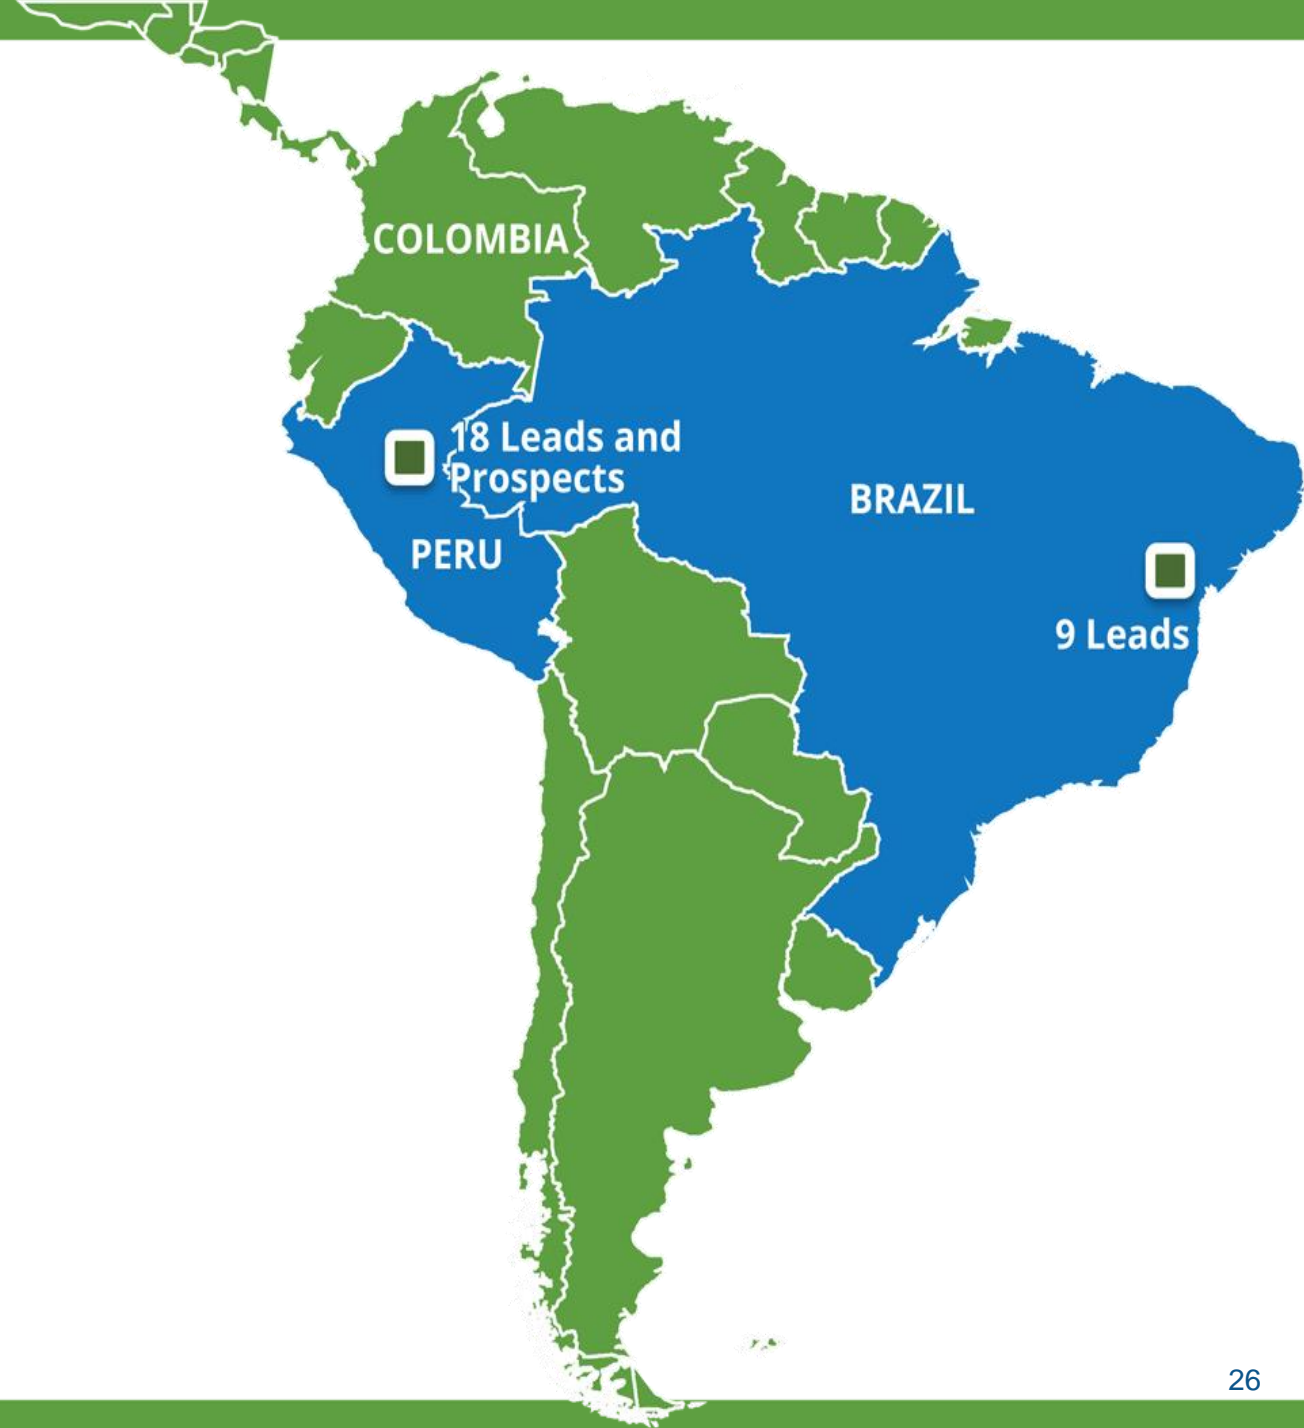 COLOMBIA
18 Leads and
Prospects
BRAZIL
PERU
9 Leads
26